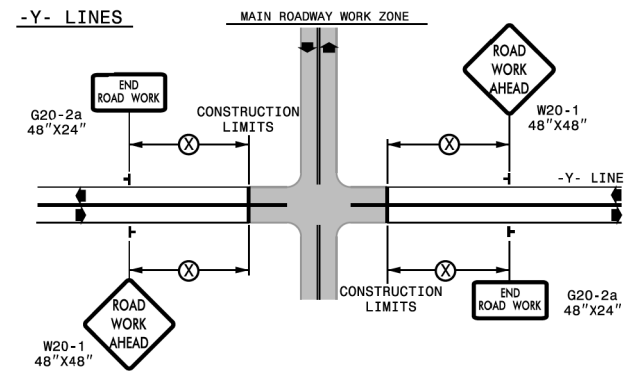 -Y- LINES
MAIN ROADWAY WORK ZONE
END
ROAD WORK
G20-2a
48"X24"
CONSTRUCTION
LIMITS
X
X
ROAD
WORK
AHEAD
W20-1
48"X48"
-Y- LINE
X
X
ROAD
WORK
AHEAD
W20-1
48"X48"
CONSTRUCTION
LIMITS
END
ROAD WORK
G20-2a
48"X24"